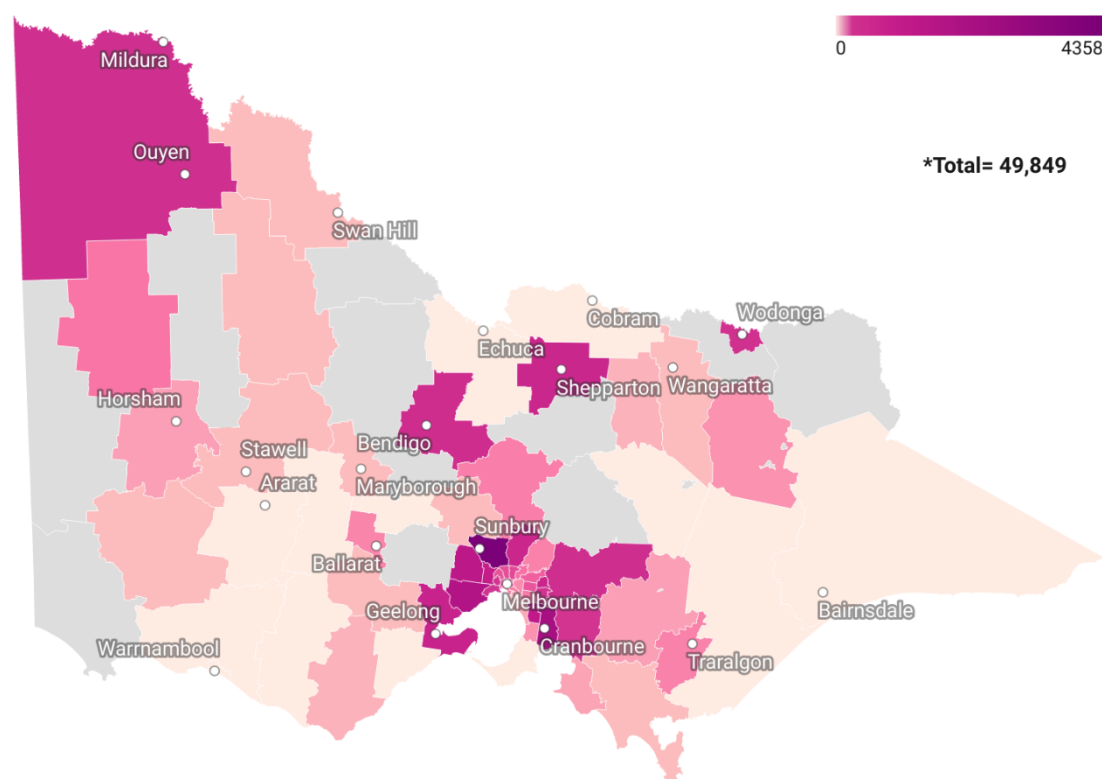 0 4358
Mildura
Ouyen
*Total= 49,849
Swan Hill
Cobram
Wodonga
Echuca
Shepparton
Wangaratta
Horsham
Bendigo
Stawell
Ararat
Maryborough
Sunbury
Ballarat
Geelong
Melbourne
Bairnsdale
Warrnambool
Cranbourne
Traralgon